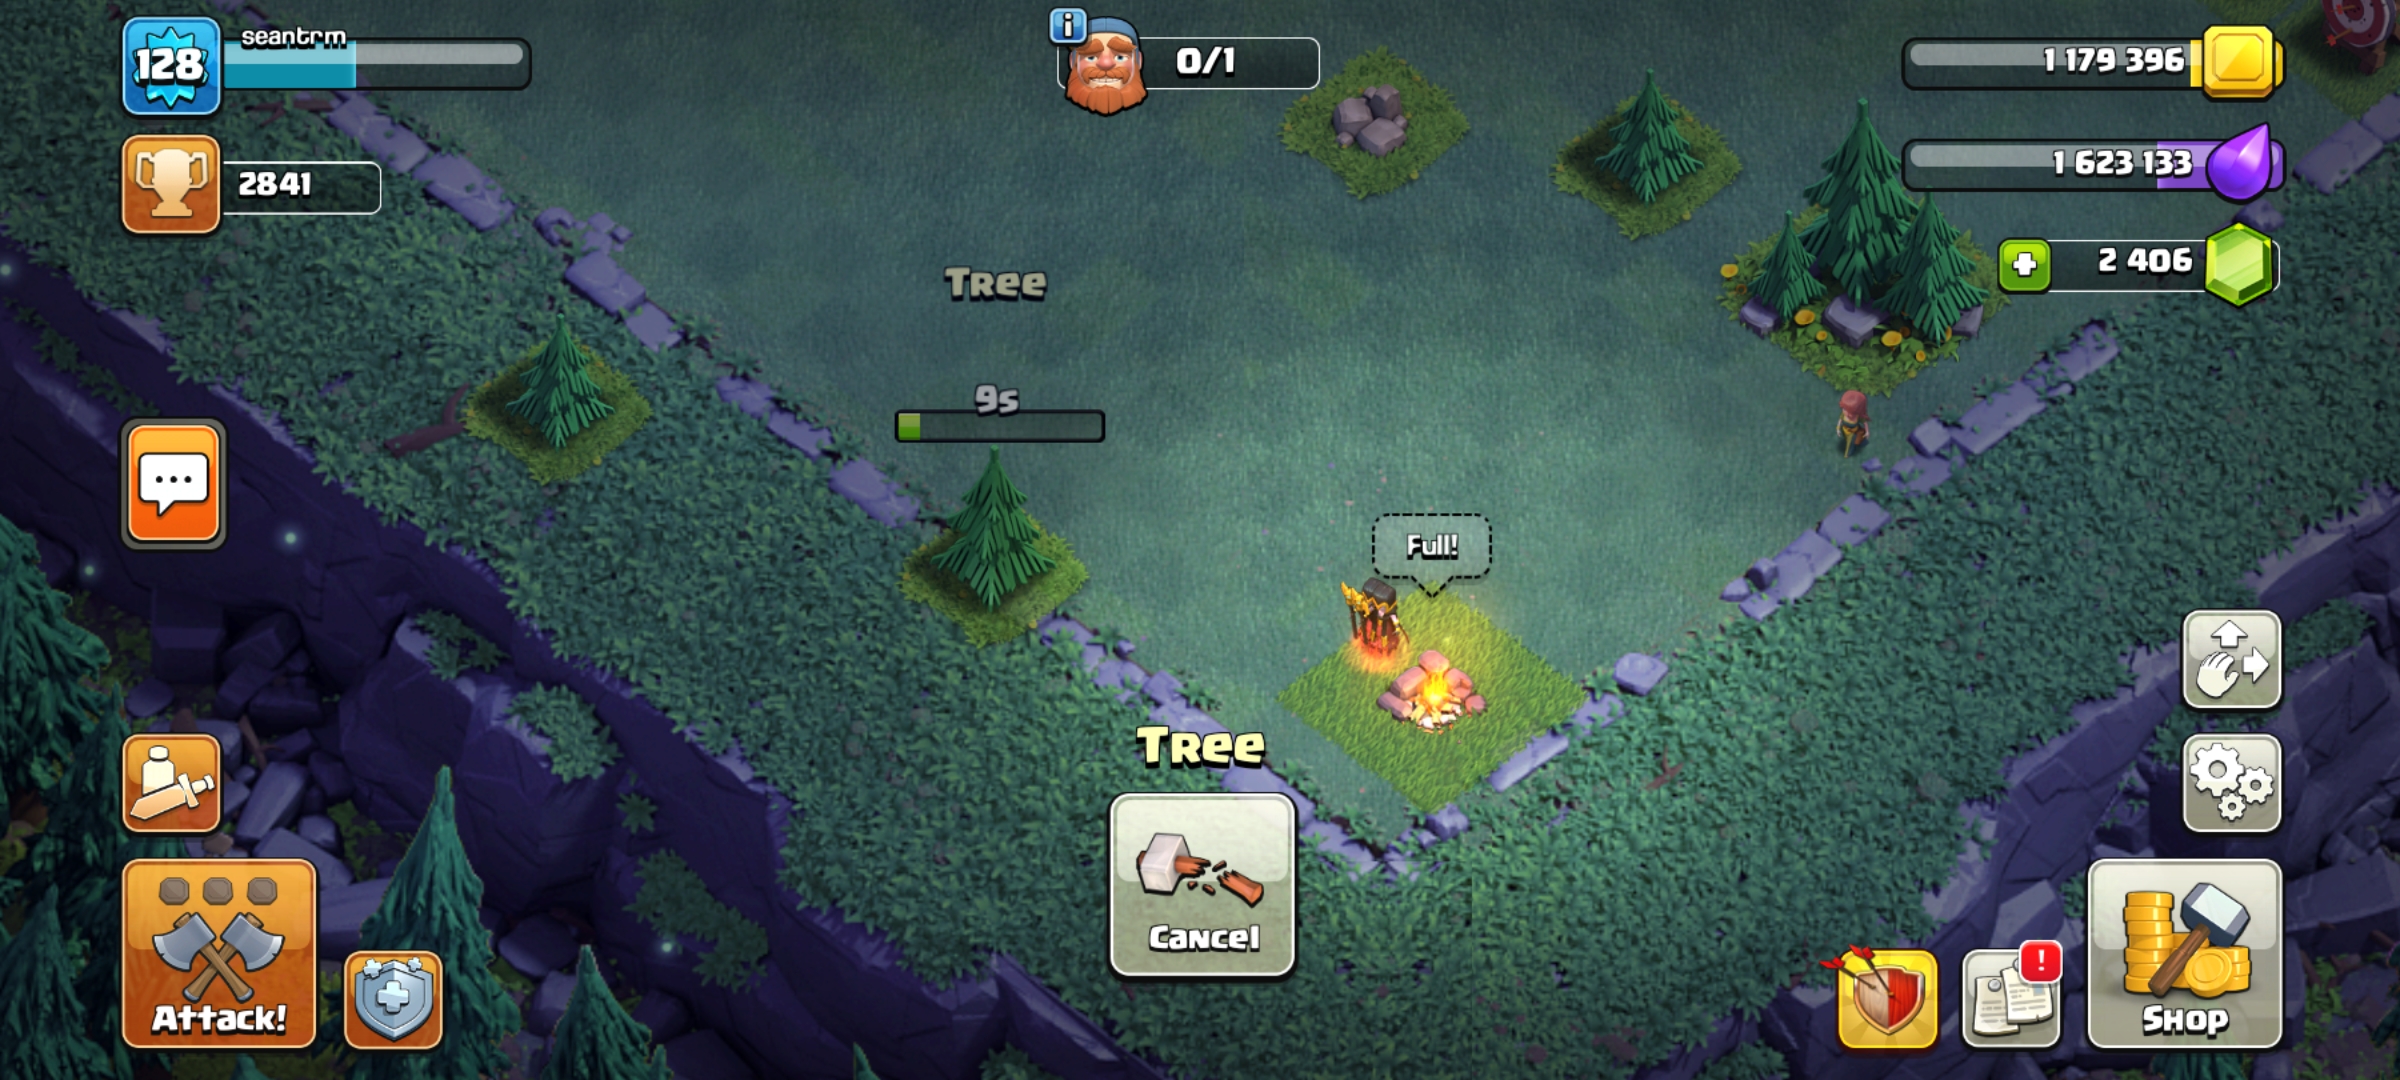 128
seantrm
0/1
1 179 396
2841
1 623 133
2 406
Tree
9s
Full!
Tree
Cancel
Attack!
!
Shop